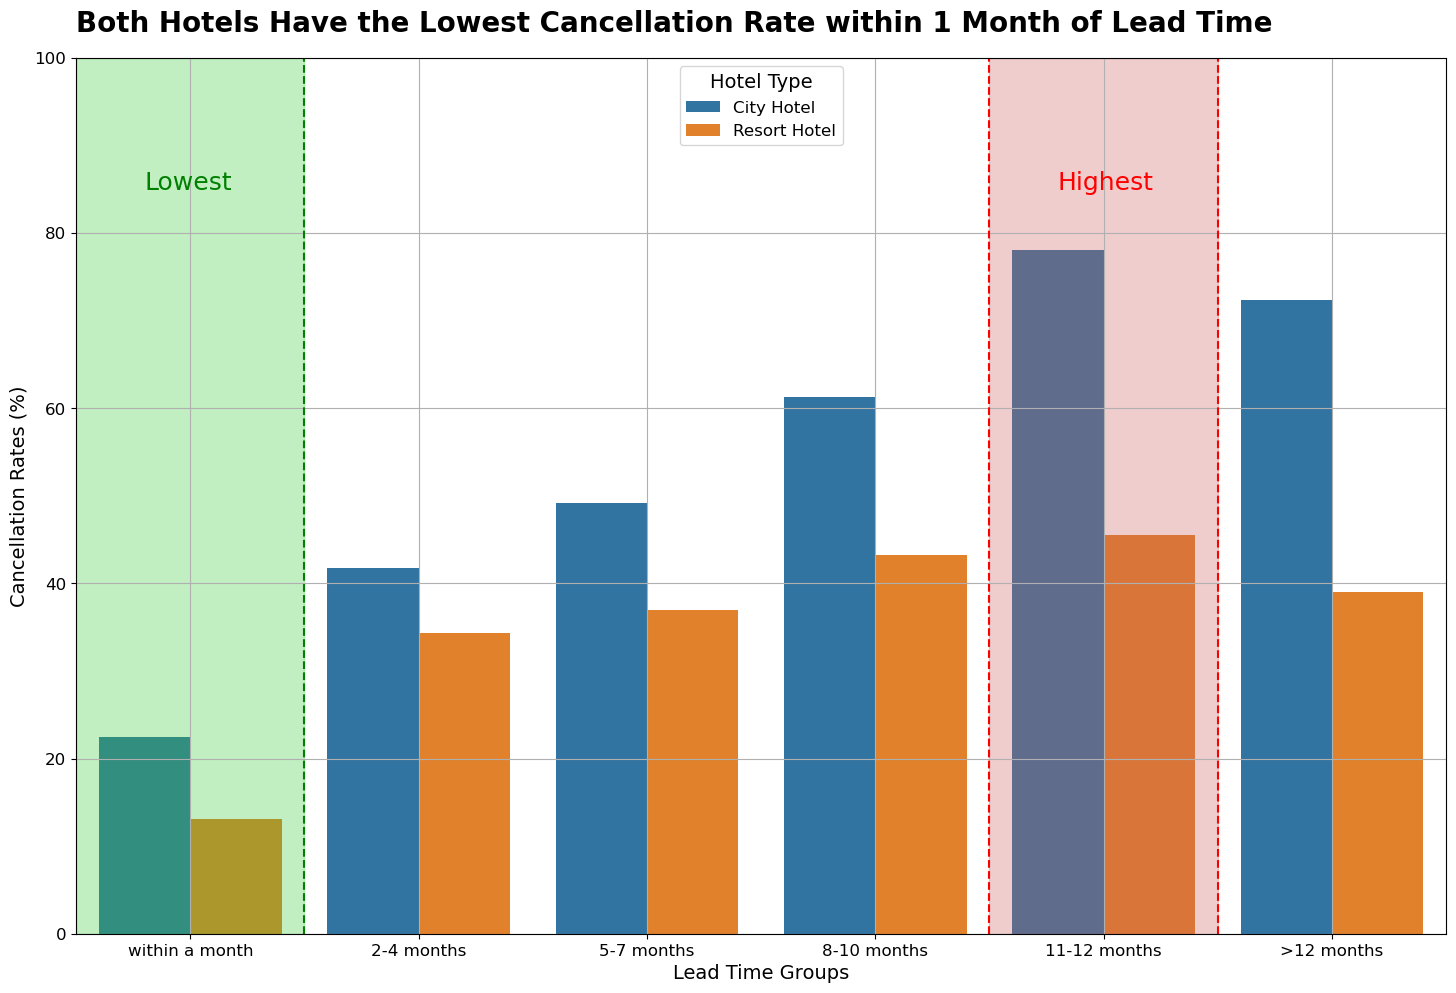 Both Hotels Have the Lowest Cancellation Rate within 1 Month of Lead Time
Hotel Type
City Hotel
Resort Hotel
Lowest
Highest
Cancellation Rates (%)
100
80
60
40
20
0
within a month
2-4 months
5-7 months
8-10 months
11-12 months
>12 months
Lead Time Groups